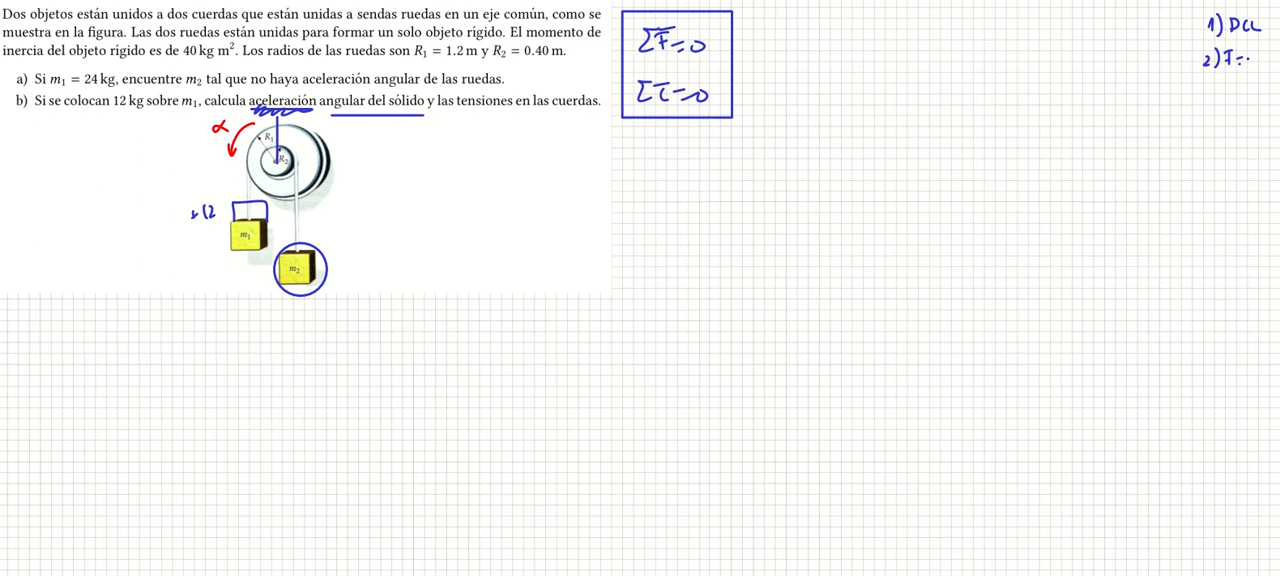 Dos objetos están unidos a dos cuerdas que están unidas a sendas ruedas en un eje común, como se
muestra en la figura. Las dos ruedas están unidas para formar un solo objeto rígido. El momento de
inercia del objeto rígido es de 40 kg m². Los radios de las ruedas son R₁ = 1.2 m y R₂ = 0.40 m.
a) Si m₁ = 24 kg, encuentre m₂ tal que no haya aceleración angular de las ruedas.
b) Si se colocan 12 kg sobre m₁, calcula aceleración angular del sólido y las tensiones en las cuerdas.
ΣF̅=0
Στ̅=0
1) DCL
2) F=.
α
R₁
R₂
+12
m₁
m₂